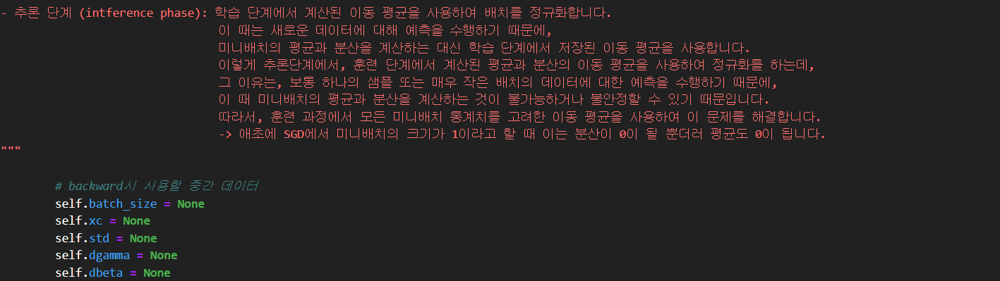 - 추론 단계 (intference phase): 학습 단계에서 계산된 이동 평균을 사용하여 배치를 정규화합니다.
이 때는 새로운 데이터에 대해 예측을 수행하기 때문에,
미니배치의 평균과 분산을 계산하는 대신 학습 단계에서 저장된 이동 평균을 사용합니다.
이렇게 추론단계에서, 훈련 단계에서 계산된 평균과 분산의 이동 평균을 사용하여 정규화를 하는데,
그 이유는, 보통 하나의 샘플 또는 매우 작은 배치의 데이터에 대한 예측을 수행하기 때문에,
이 때 미니배치의 평균과 분산을 계산하는 것이 불가능하거나 불안정할 수 있기 때문입니다.
따라서, 훈련 과정에서 모든 미니배치 통계치를 고려한 이동 평균을 사용하여 이 문제를 해결합니다.
-> 애초에 SGD에서 미니배치의 크기가 1이라고 할 때 이는 분산이 0이 될 뿐더러 평균도 0이 됩니다.
"""
# backward시 사용할 중간 데이터
self.batch_size = None
self.xc = None
self.std = None
self.dgamma = None
self.dbeta = None